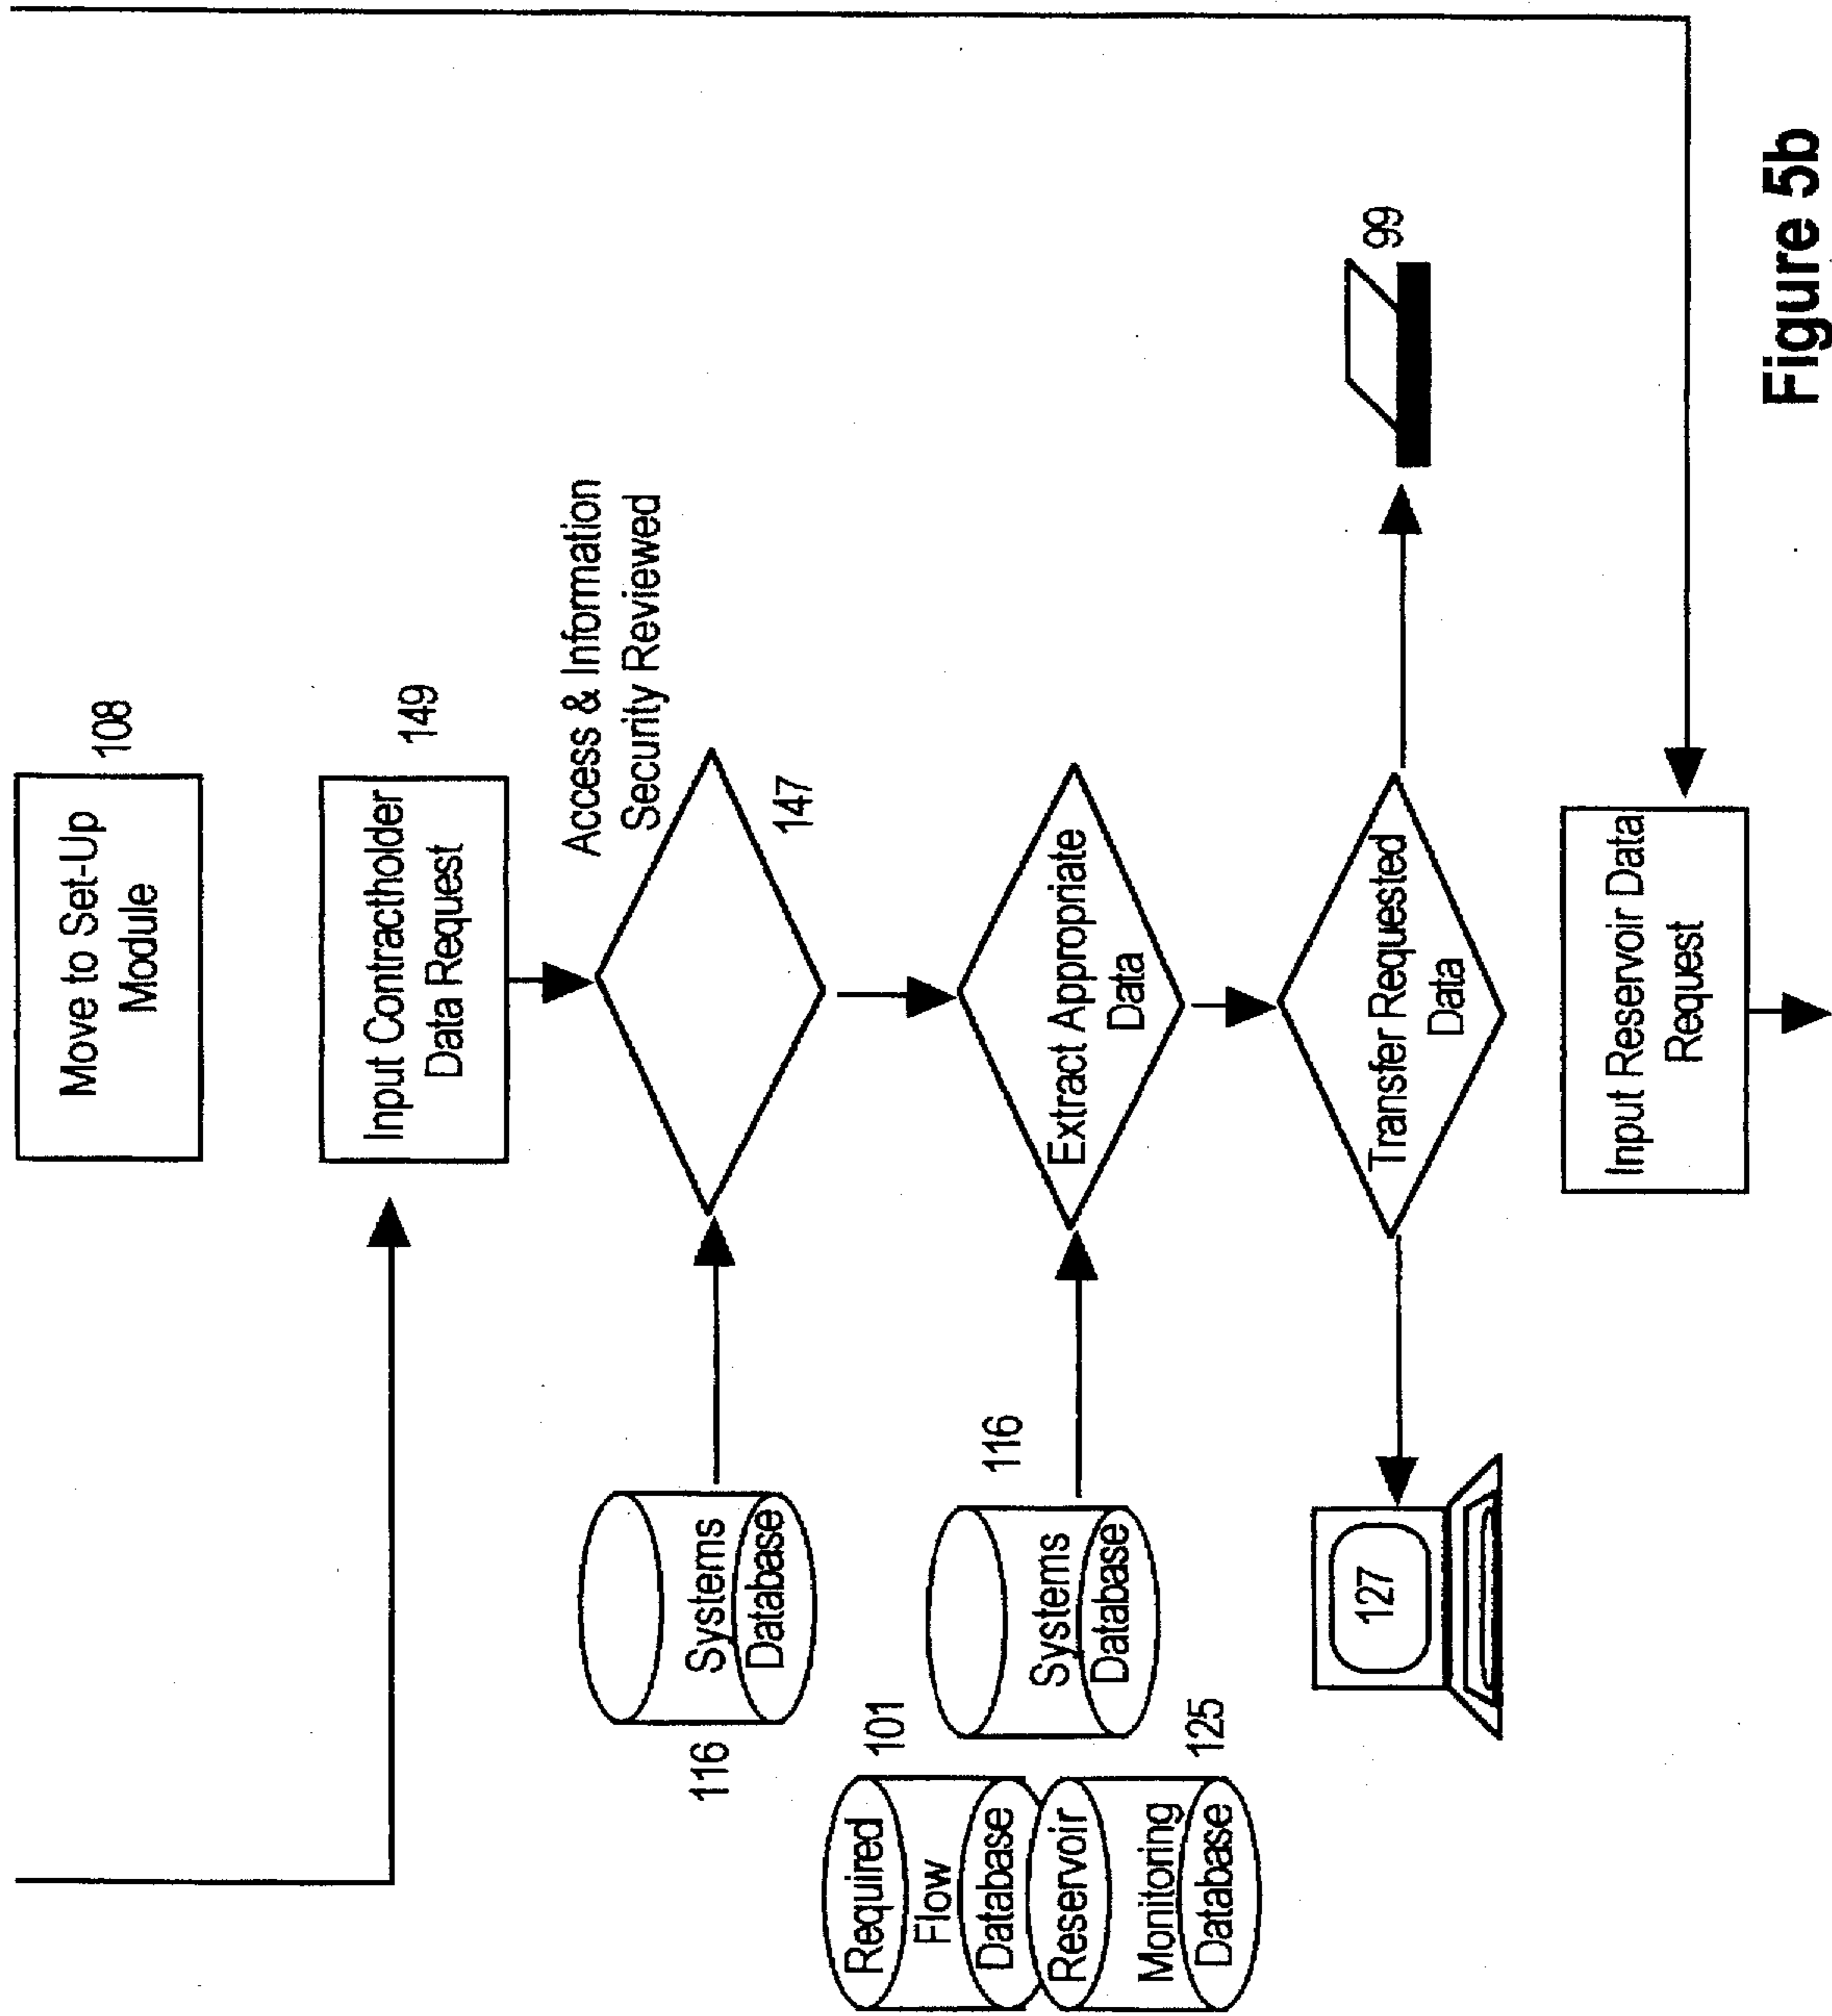 Move to Set-Up
Module
108
Input Contractholder
Data Request
149
Access & Information
Security Reviewed
147
Systems
Database
116
Extract Appropriate
Data
116
Systems
Database
Required
Flow
Database
101
Reservoir
Monitoring
Database
125
Transfer Requested
Data
127
99
Input Reservoir Data
Request
Figure 5b